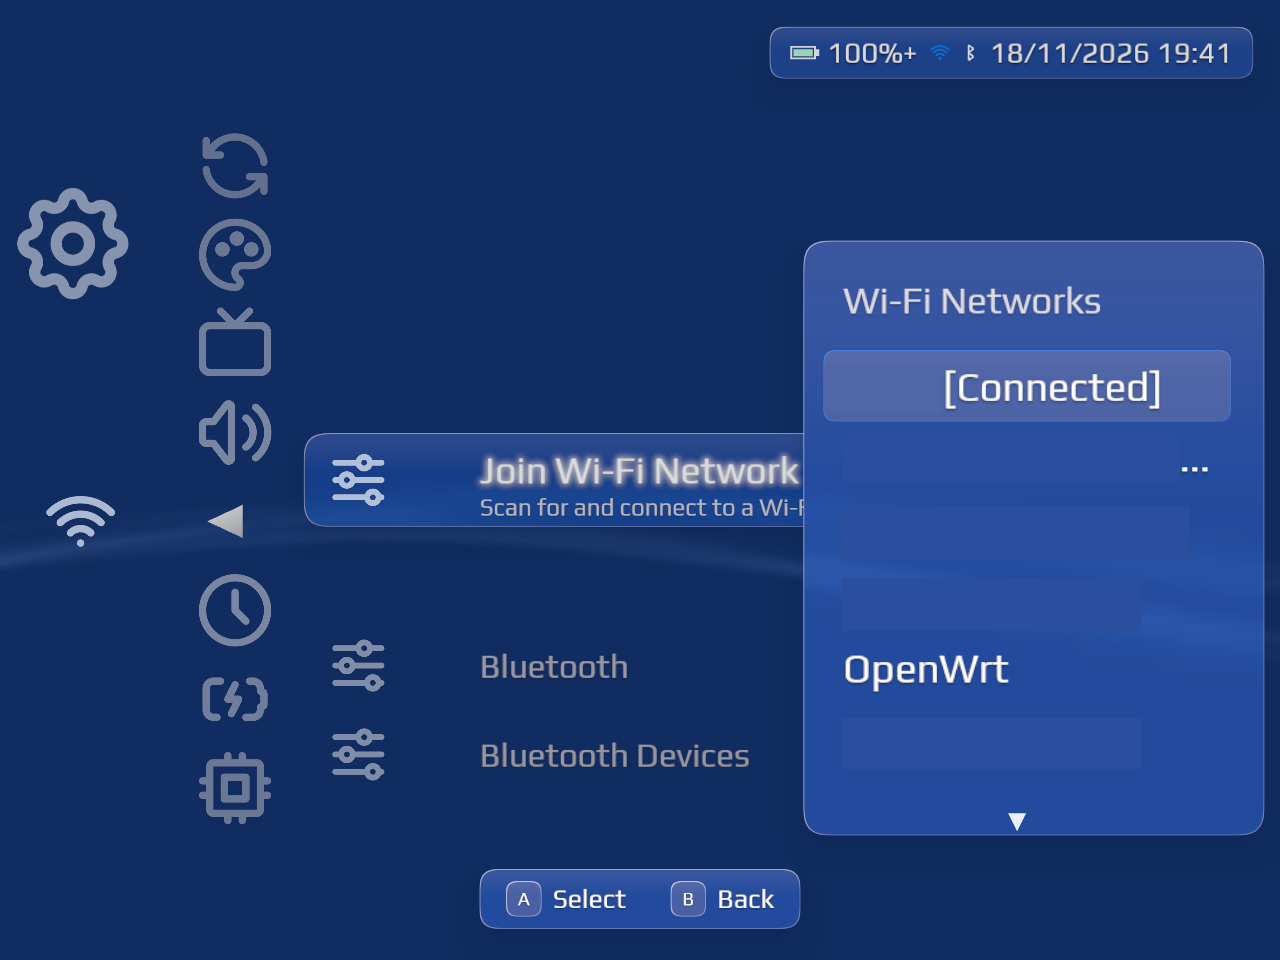 100%+ 18/11/2026 19:41
Wi-Fi Networks
[Connected]
...
OpenWrt
Join Wi-Fi Network
Scan for and connect to a Wi-F
Bluetooth
Bluetooth Devices
A Select B Back